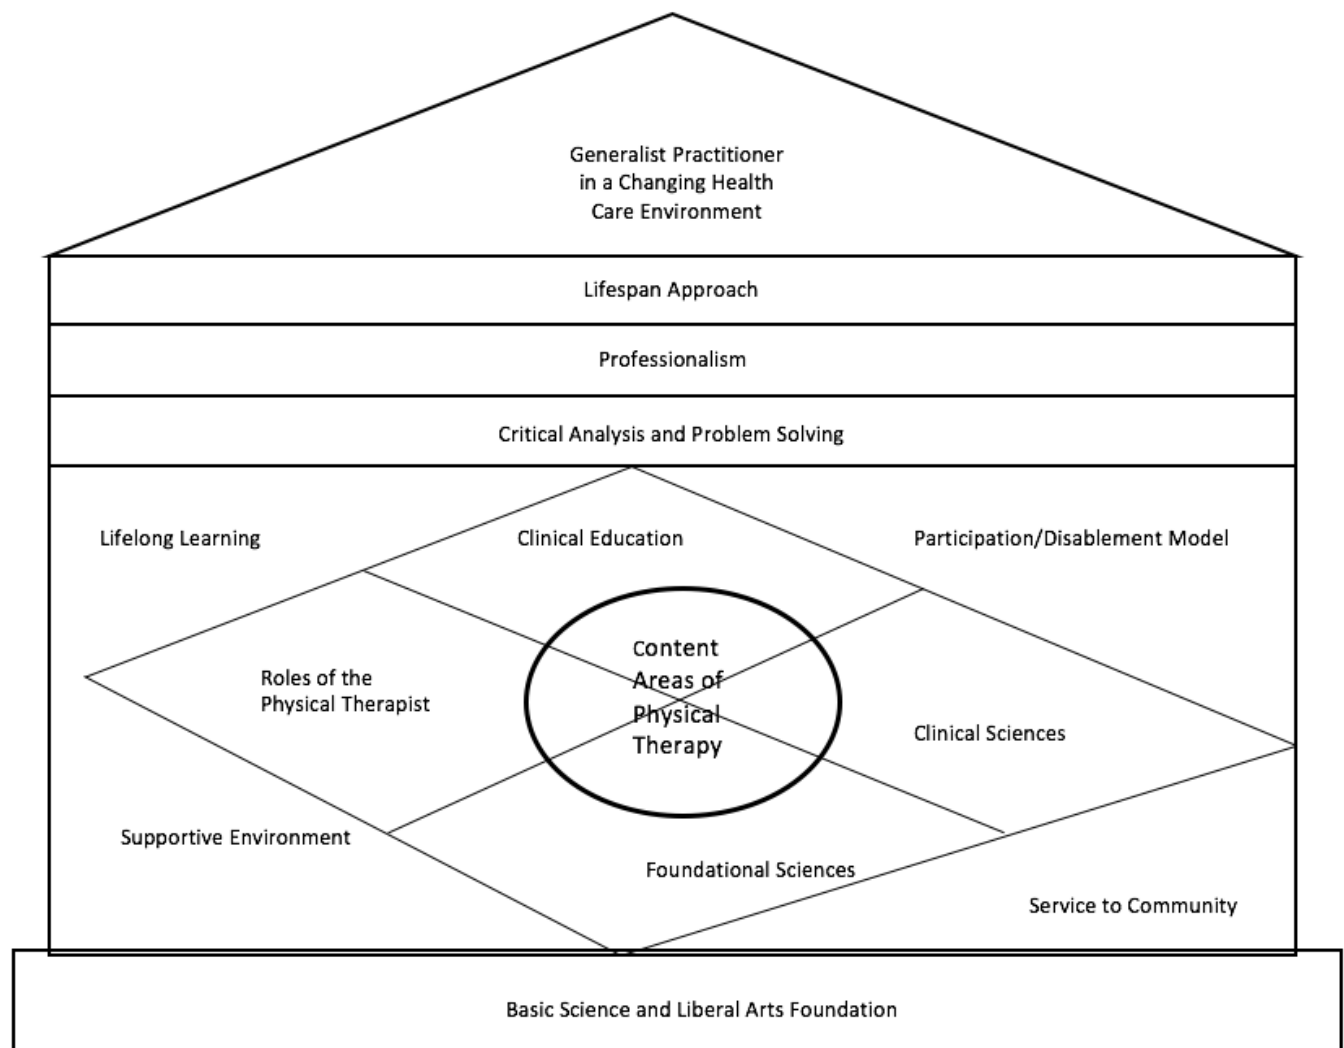 Generalist Practitioner
in a Changing Health
Care Environment
Lifespan Approach
Professionalism
Critical Analysis and Problem Solving
Lifelong Learning
Clinical Education
Participation/Disablement Model
Content
Areas of
Physical
Therapy
Roles of the
Physical Therapist
Clinical Sciences
Supportive Environment
Foundational Sciences
Service to Community
Basic Science and Liberal Arts Foundation